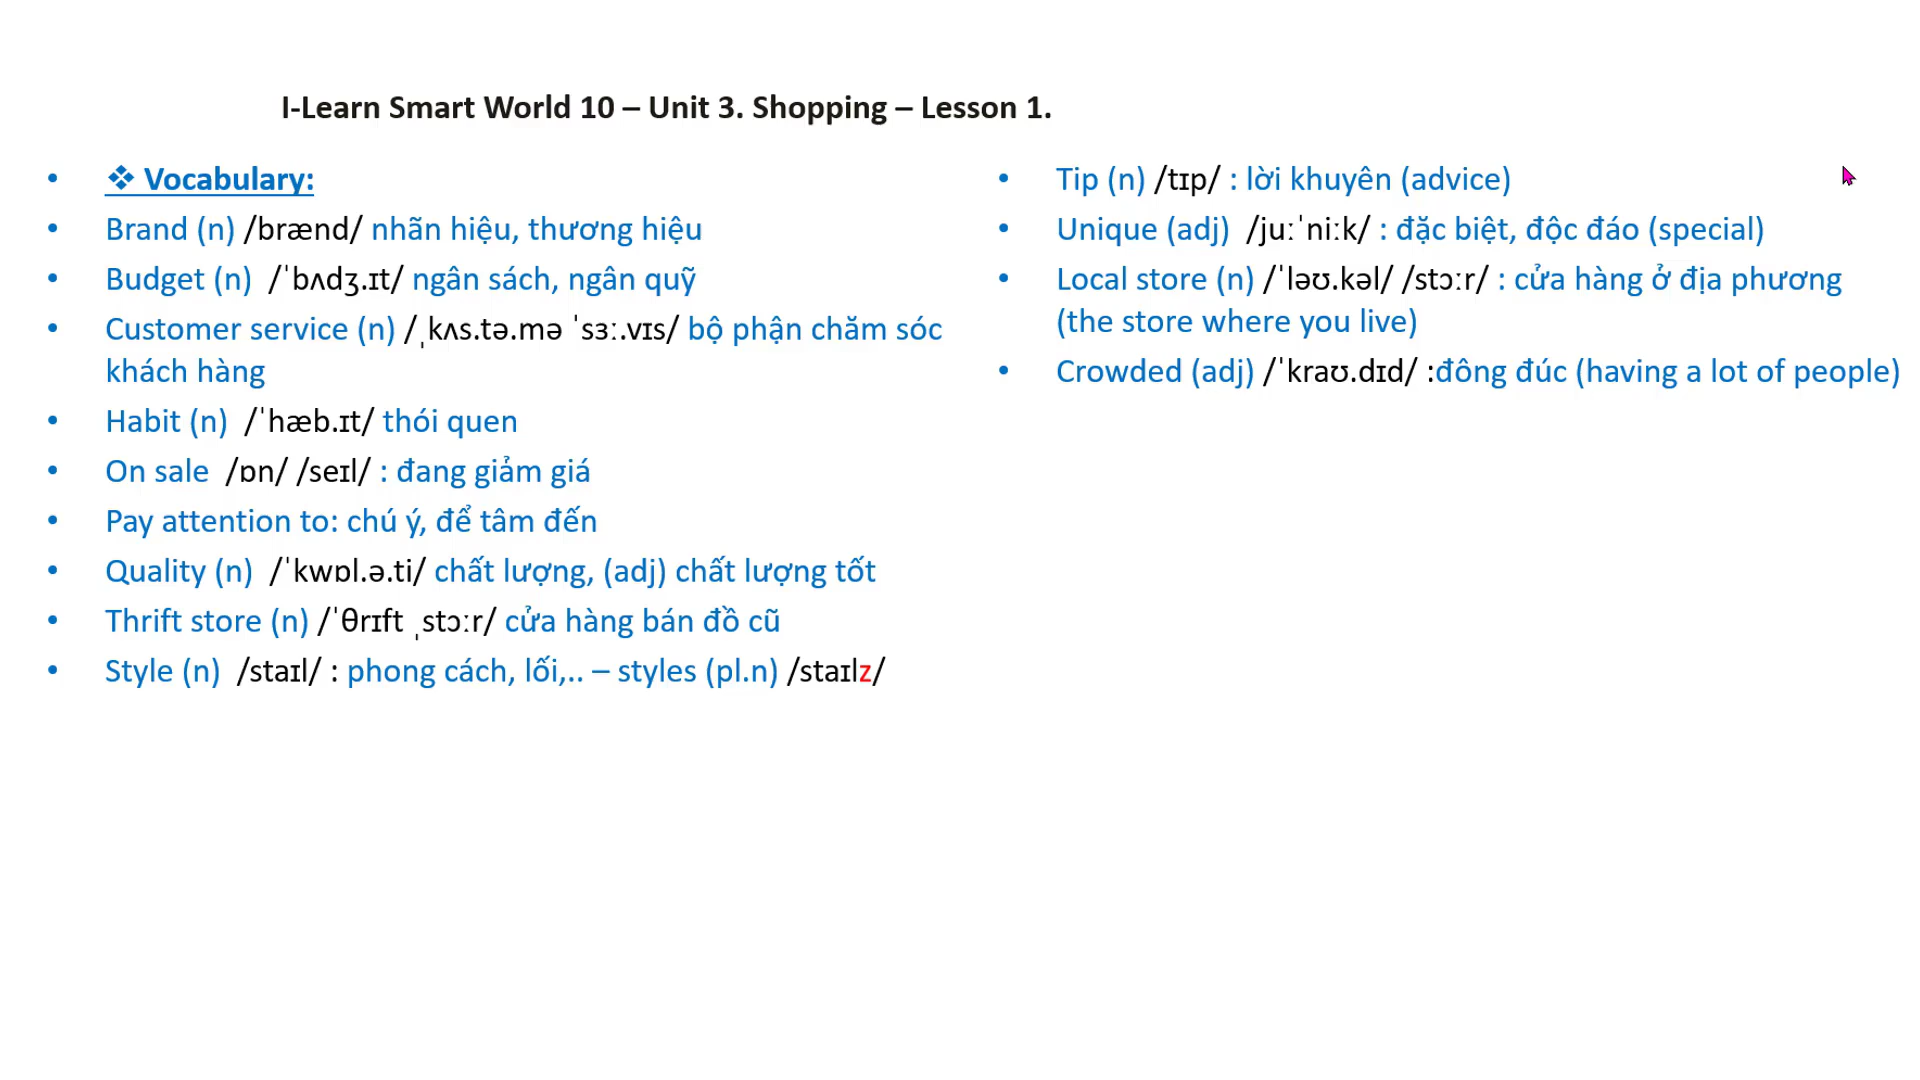 I-Learn Smart World 10 – Unit 3. Shopping – Lesson 1.
• ❖ Vocabulary:
• Brand (n) /brænd/ nhãn hiệu, thương hiệu
• Budget (n) /ˈbʌdʒ.ɪt/ ngân sách, ngân quỹ
• Customer service (n) /ˌkʌs.tə.mə ˈsɜː.vɪs/ bộ phận chăm sóc
khách hàng
• Habit (n) /ˈhæb.ɪt/ thói quen
• On sale /ɒn/ /seɪl/ : đang giảm giá
• Pay attention to: chú ý, để tâm đến
• Quality (n) /ˈkwɒl.ə.ti/ chất lượng, (adj) chất lượng tốt
• Thrift store (n) /ˈθrɪft ˌstɔːr/ cửa hàng bán đồ cũ
• Style (n) /staɪl/ : phong cách, lối,.. – styles (pl.n) /staɪlz/
• Tip (n) /tɪp/ : lời khuyên (advice)
• Unique (adj) /juːˈniːk/ : đặc biệt, độc đáo (special)
• Local store (n) /ˈləʊ.kəl/ /stɔːr/ : cửa hàng ở địa phương
(the store where you live)
• Crowded (adj) /ˈkraʊ.dɪd/ :đông đúc (having a lot of people)